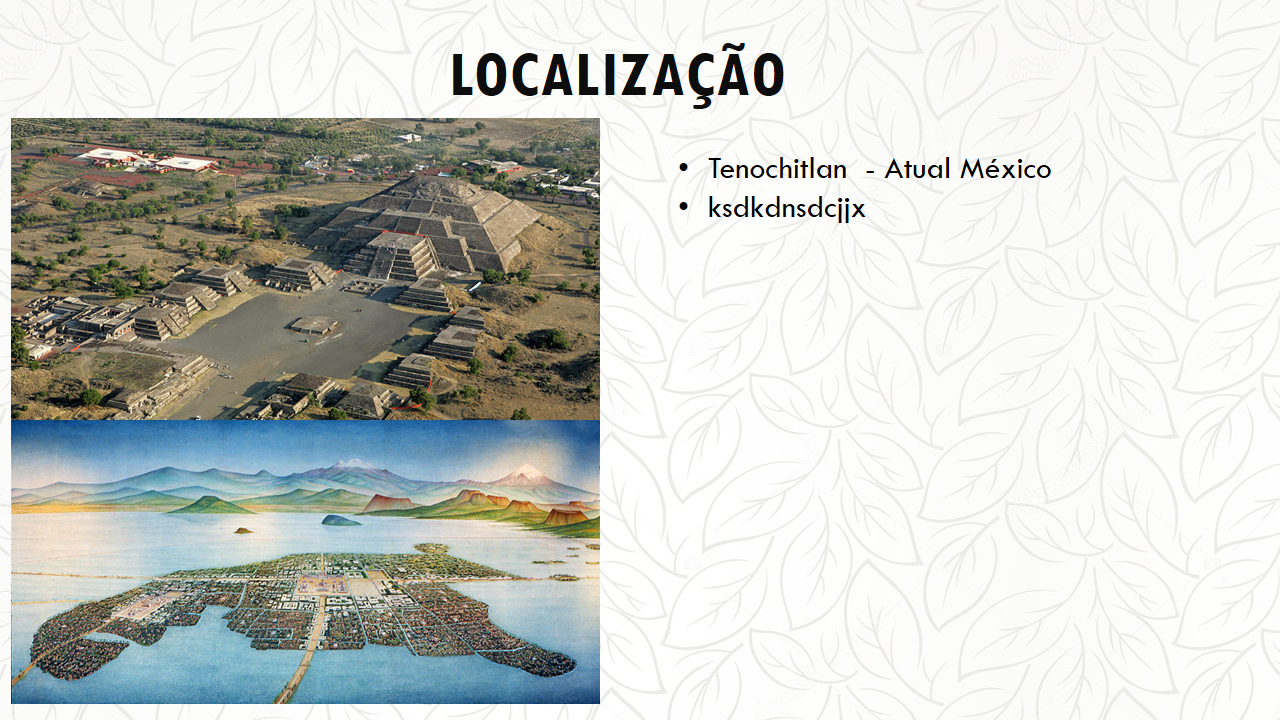 LOCALIZAÇÃO
• Tenochitlan - Atual México
• ksdkdnsdcjjx